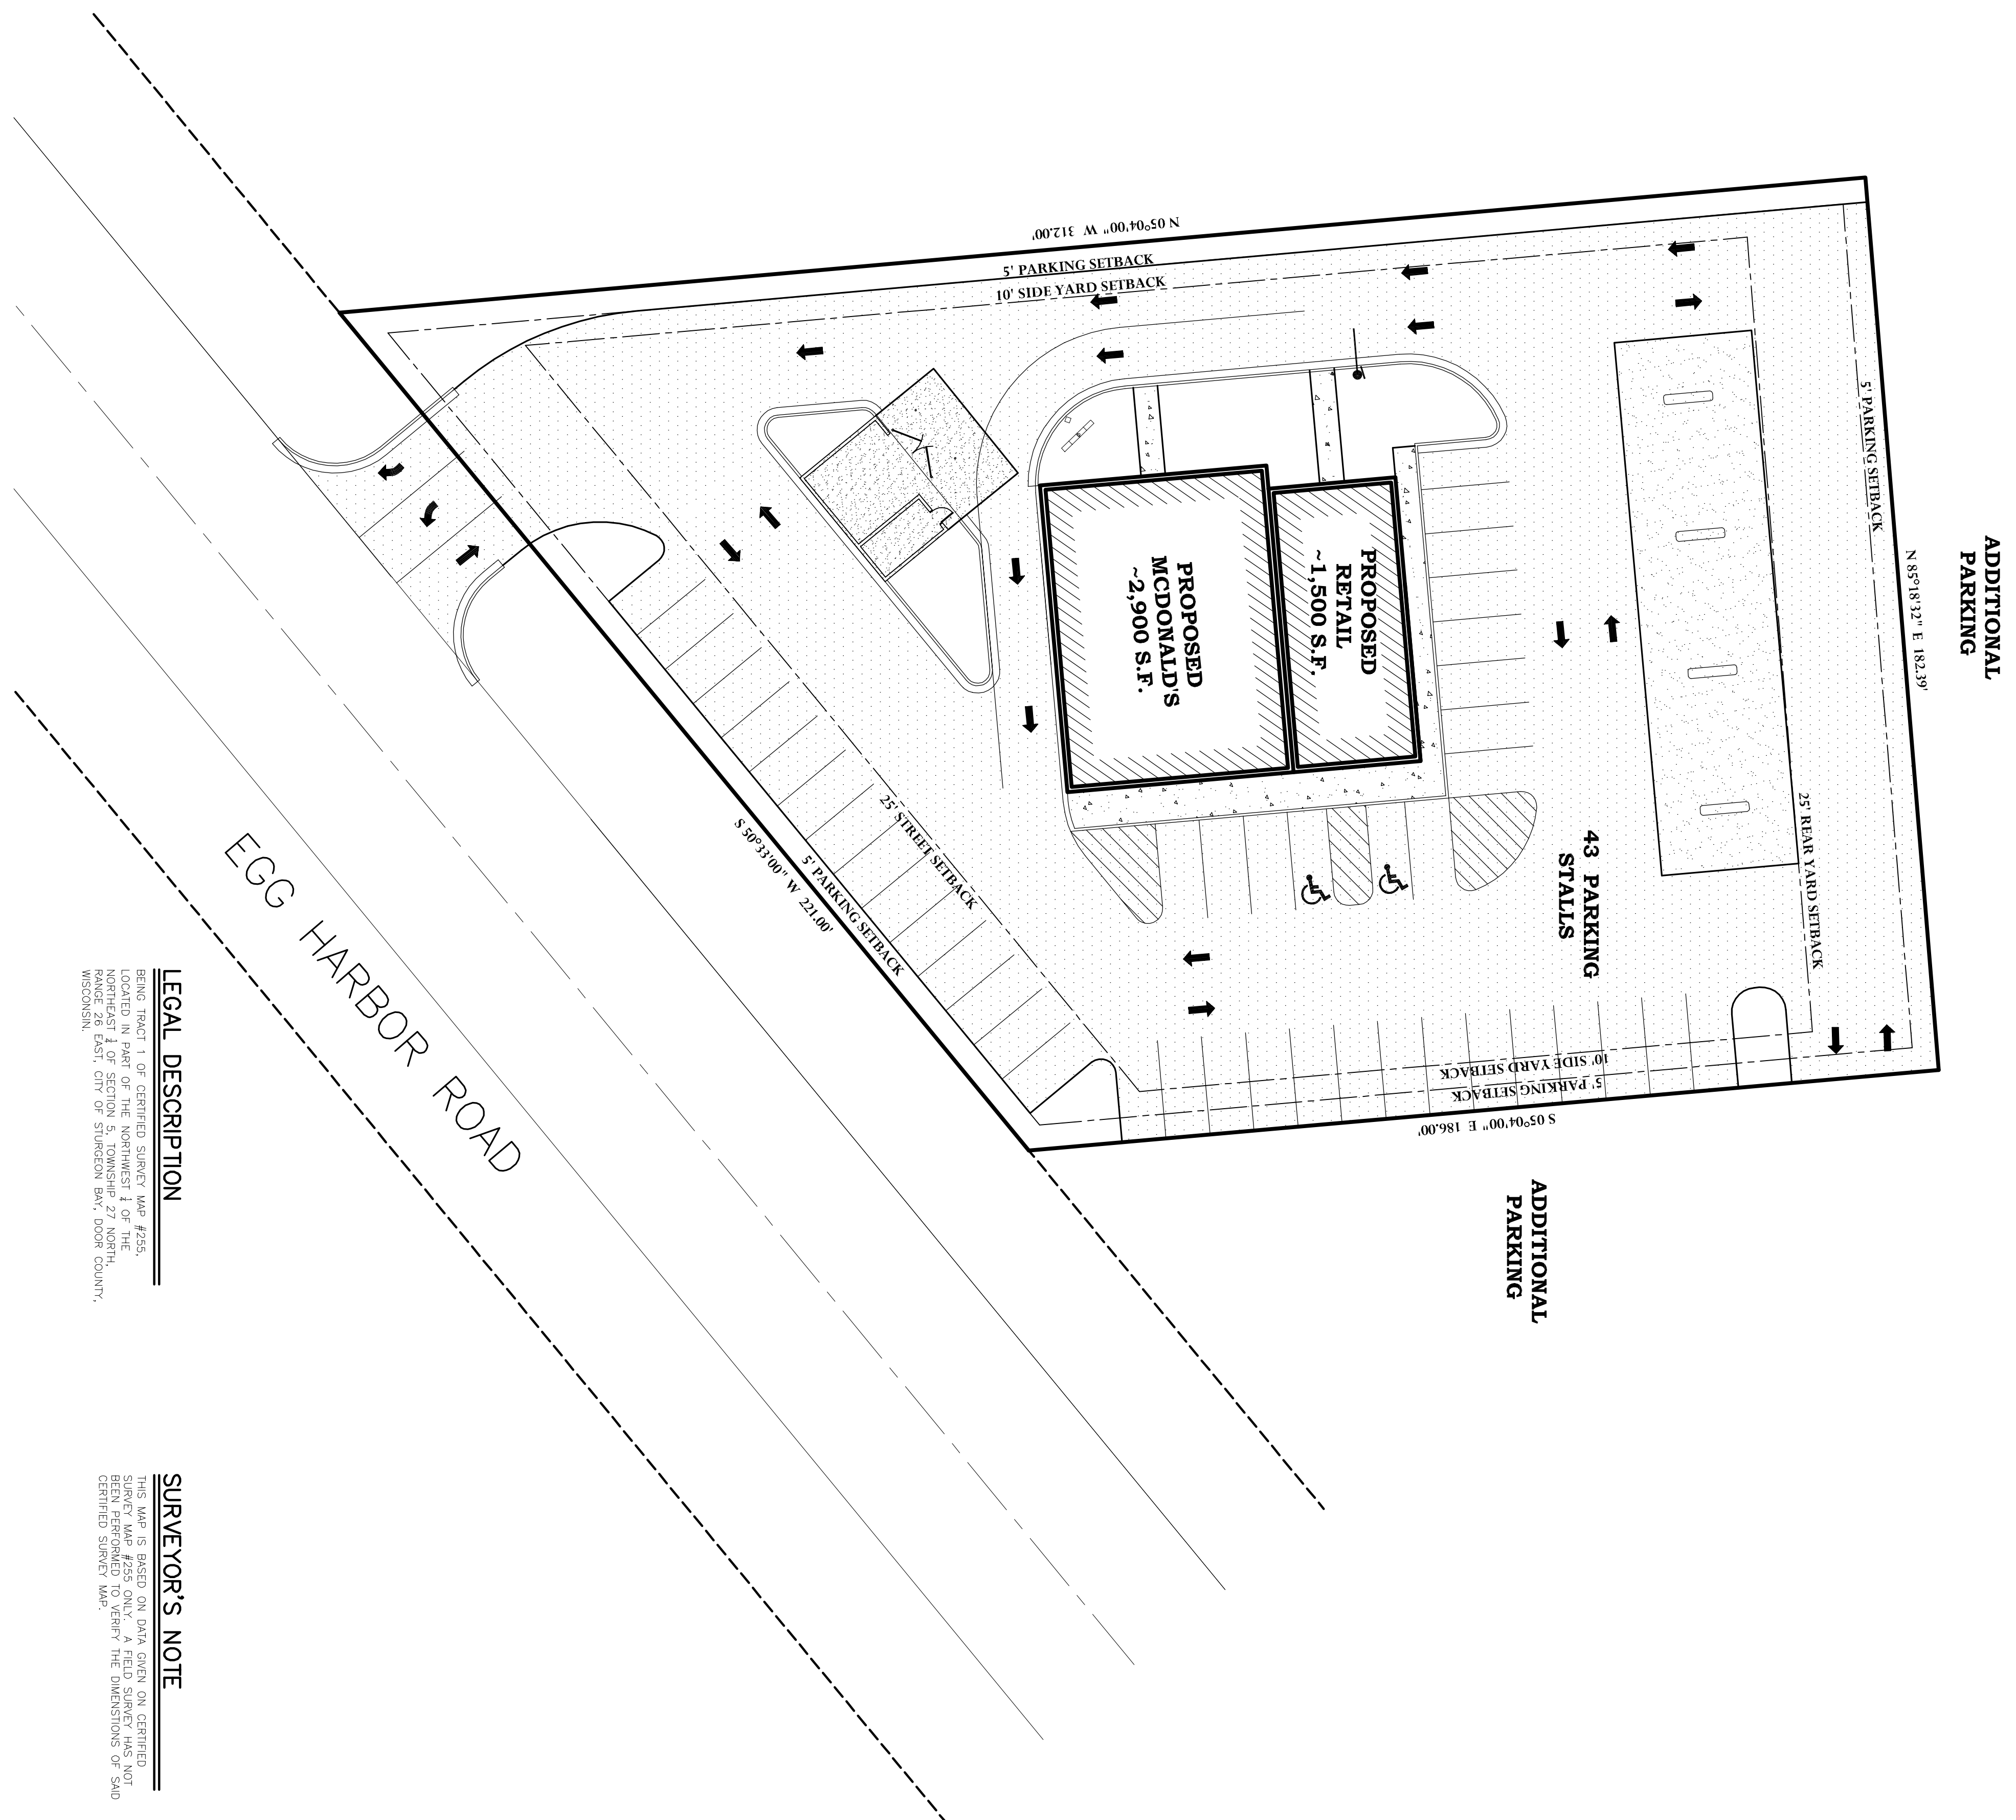 N 05°04'00" W 312.00'
5' PARKING SETBACK
10' SIDE YARD SETBACK
5' PARKING SETBACK
N 85°18'32" E 182.39'
ADDITIONAL
PARKING
PROPOSED
MCDONALD'S
~2,900 S.F.
PROPOSED
RETAIL
~1,500 S.F.
43 PARKING
STALLS
25' REAR YARD SETBACK
25' STREET SETBACK
5' PARKING SETBACK
S 50°33'00" W 221.00'
10' SIDE YARD SETBACK
5' PARKING SETBACK
S 05°04'00" E 186.00'
ADDITIONAL
PARKING
EGG HARBOR ROAD
LEGAL DESCRIPTION
BEING TRACT 1 OF CERTIFIED SURVEY MAP #255,
LOCATED IN PART OF THE NORTHWEST ¼ OF THE
NORTHEAST ¼ OF SECTION 5, TOWNSHIP 27 NORTH,
RANGE 26 EAST, CITY OF STURGEON BAY, DOOR COUNTY,
WISCONSIN.
SURVEYOR'S NOTE
THIS MAP IS BASED ON DATA GIVEN ON CERTIFIED
SURVEY MAP #255 ONLY. A FIELD SURVEY HAS NOT
BEEN PERFORMED TO VERIFY THE DIMENSTIONS OF SAID
CERTIFIED SURVEY MAP.